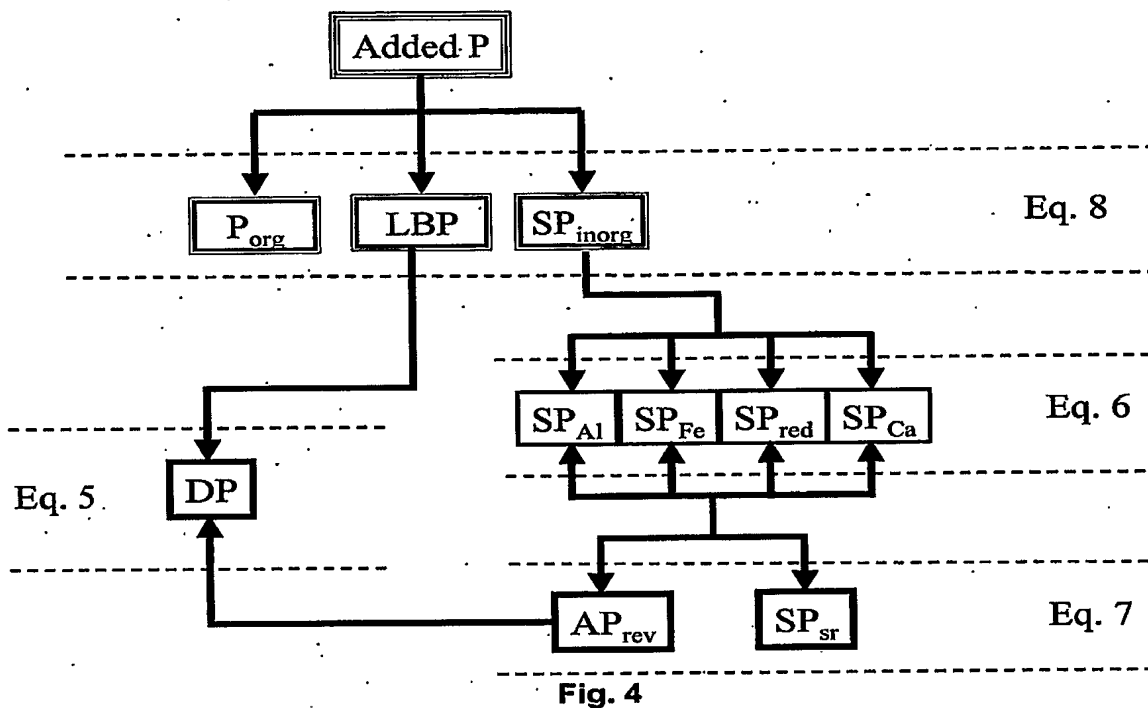 Added P
P_org LBP SP_inorg Eq. 8
SP_Al SP_Fe SP_red SP_Ca Eq. 6
Eq. 5 DP
AP_rev SP_sr Eq. 7
Fig. 4